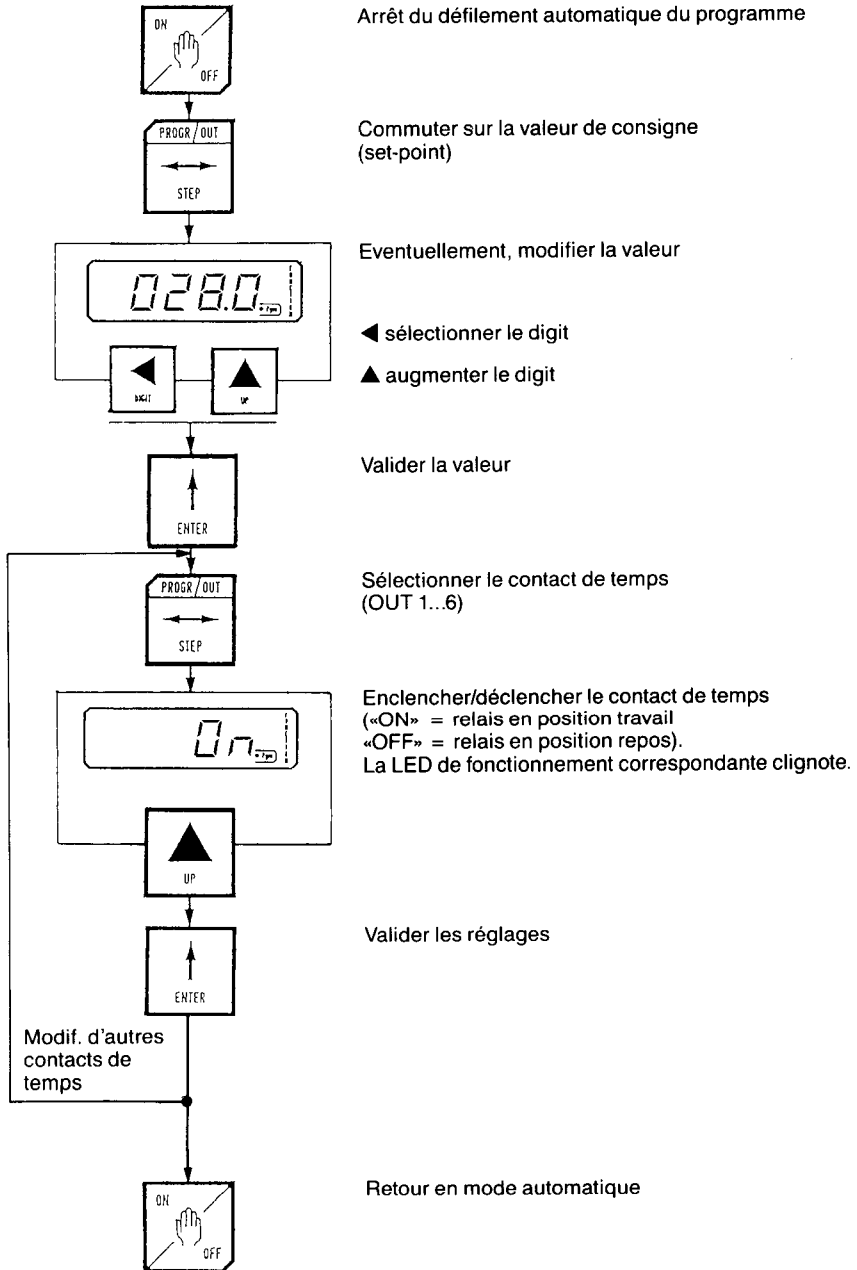 ON
OFF
Arrêt du défilement automatique du programme
PROGR/OUT
STEP
Commuter sur la valeur de consigne
(set-point)
Eventuellement, modifier la valeur
028.0
◀ sélectionner le digit
▲ augmenter le digit
DIGIT
UP
Valider la valeur
ENTER
PROGR/OUT
STEP
Sélectionner le contact de temps
(OUT 1...6)
Enclencher/déclencher le contact de temps
(«ON» = relais en position travail
«OFF» = relais en position repos).
La LED de fonctionnement correspondante clignote.
On
UP
Valider les réglages
ENTER
Modif. d'autres
contacts de
temps
Retour en mode automatique
ON
OFF